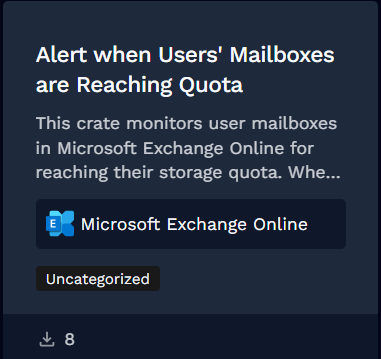 Alert when Users' Mailboxes
are Reaching Quota
This crate monitors user mailboxes
in Microsoft Exchange Online for
reaching their storage quota. Whe...
E Microsoft Exchange Online
Uncategorized
8